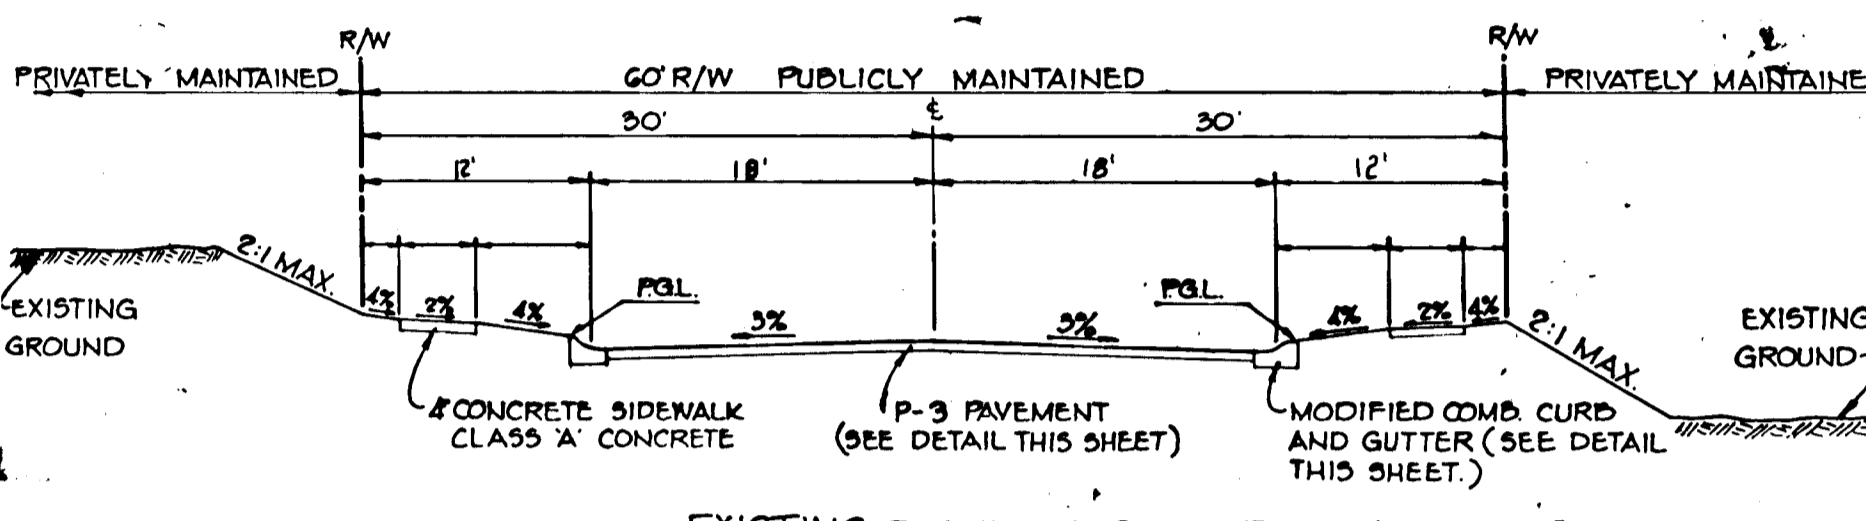 R/W R/W
PRIVATELY MAINTAINED 60' R/W PUBLICLY MAINTAINED PRIVATELY MAINTAINE
℄
30' 30'
12' 18' 18' 12'
2:1 MAX. 4% 2% 4% P.G.L. 3% 3% P.G.L. 4% 2% 4% 2:1 MAX.
EXISTING
GROUND
EXISTING
GROUND
4" CONCRETE SIDEWALK
CLASS 'A' CONCRETE
P-3 PAVEMENT
(SEE DETAIL THIS SHEET)
MODIFIED COMB. CURB
AND GUTTER (SEE DETAIL
THIS SHEET.)
EXISTING